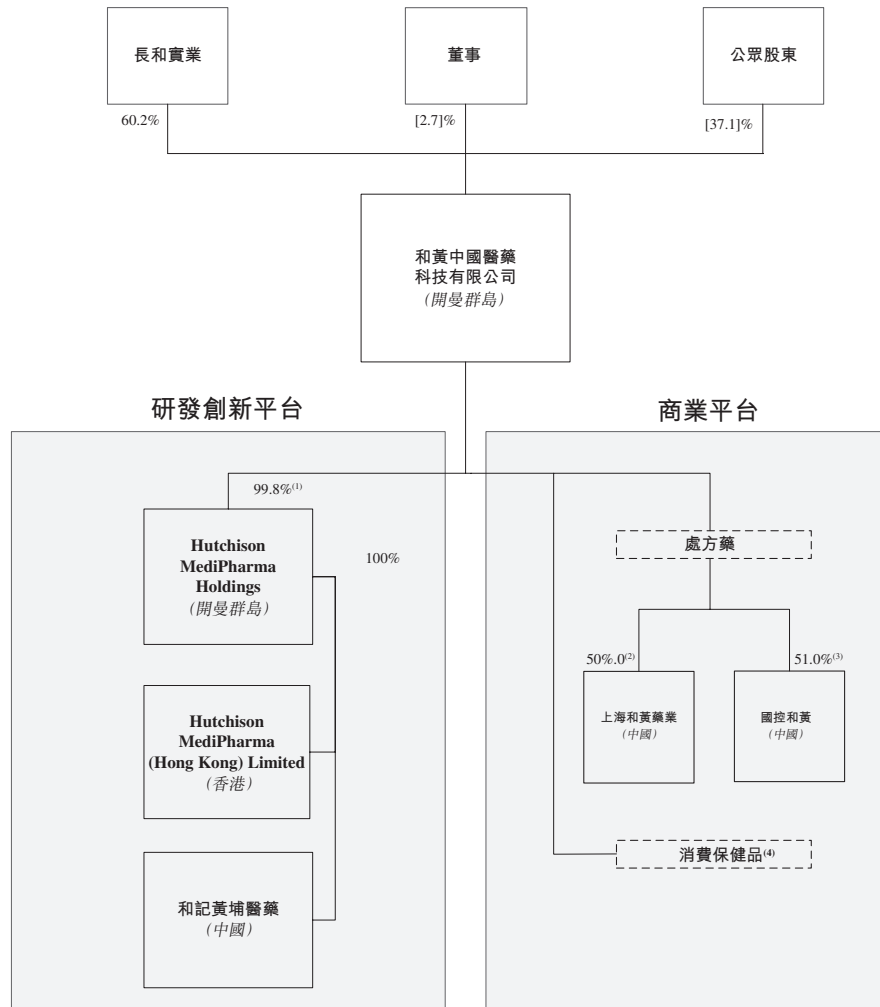 長和實業
董事
公眾股東
60.2%
[2.7]%
[37.1]%
和黃中國醫藥
科技有限公司
(開曼群島)
研發創新平台
商業平台
99.8%(1)
100%
Hutchison
MediPharma
Holdings
(開曼群島)
處方藥
50%.0(2)
51.0%(3)
Hutchison
MediPharma
(Hong Kong) Limited
(香港)
上海和黃藥業
(中國)
國控和黃
(中國)
消費保健品(4)
和記黃埔醫藥
(中國)